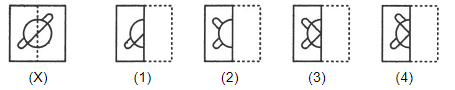 (X) (1) (2) (3) (4)